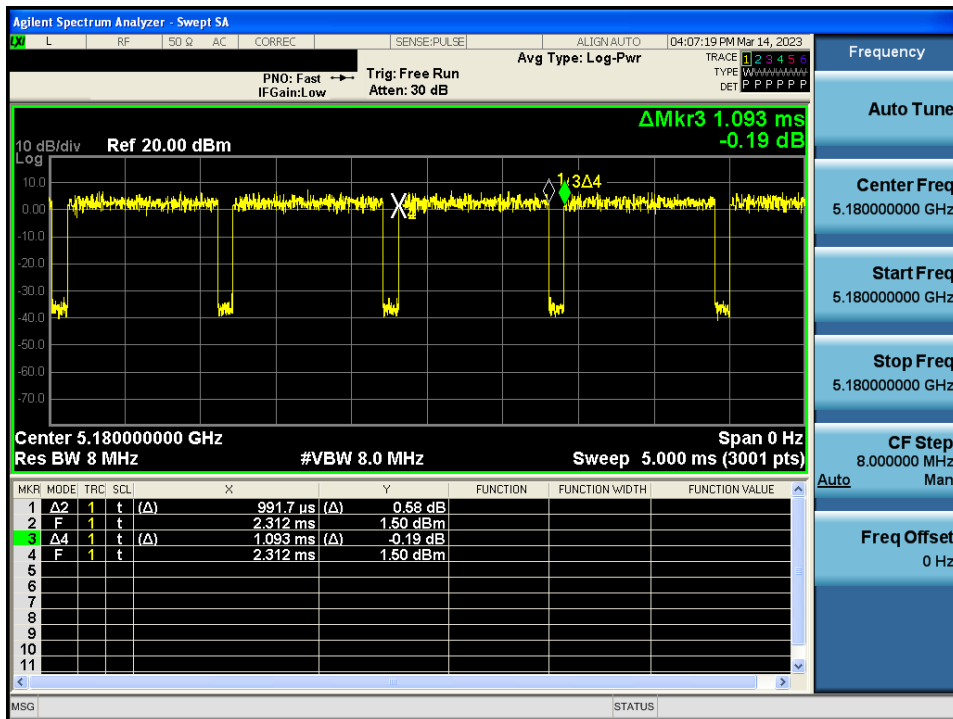 Agilent Spectrum Analyzer - Swept SA
LXI L RF 50 Ω AC CORREC SENSE:PULSE ALIGN AUTO 04:07:19 PM Mar 14, 2023
PNO: Fast Trig: Free Run Avg Type: Log-Pwr TRACE 1 2 3 4 5 6
IFGain:Low Atten: 30 dB TYPE WWWWWW
DET P P P P P P
ΔMkr3 1.093 ms
-0.19 dB
10 dB/div Ref 20.00 dBm
Log
10.0
0.00
-10.0
-20.0
-30.0
-40.0
-50.0
-60.0
-70.0
3Δ4
Center 5.180000000 GHz Span 0 Hz
Res BW 8 MHz #VBW 8.0 MHz Sweep 5.000 ms (3001 pts)
MKR MODE TRC SCL X Y FUNCTION FUNCTION WIDTH FUNCTION VALUE
1 Δ2 1 t (Δ) 991.7 µs (Δ) 0.58 dB
2 F 1 t 2.312 ms 1.50 dBm
3 Δ4 1 t (Δ) 1.093 ms (Δ) -0.19 dB
4 F 1 t 2.312 ms 1.50 dBm
5
6
7
8
9
10
11
MSG STATUS
Frequency
Auto Tune
Center Freq
5.180000000 GHz
Start Freq
5.180000000 GHz
Stop Freq
5.180000000 GHz
CF Step
8.000000 MHz
Auto Man
Freq Offset
0 Hz